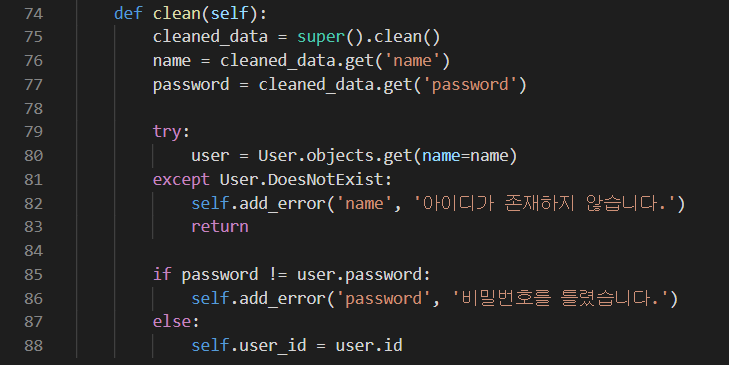 74 def clean(self):
75 cleaned_data = super().clean()
76 name = cleaned_data.get('name')
77 password = cleaned_data.get('password')
78
79 try:
80 user = User.objects.get(name=name)
81 except User.DoesNotExist:
82 self.add_error('name', '아이디가 존재하지 않습니다.')
83 return
84
85 if password != user.password:
86 self.add_error('password', '비밀번호를 틀렸습니다.')
87 else:
88 self.user_id = user.id